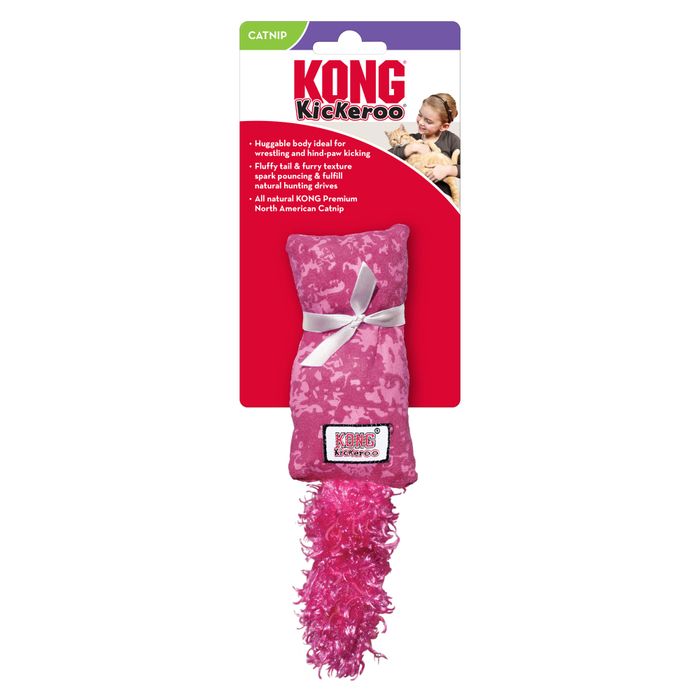 CATNIP
KONG®
Kickeroo®
• Huggable body ideal for
wrestling and hind-paw kicking
• Fluffy tail & furry texture
spark pouncing & fulfill
natural hunting drives
• All natural KONG Premium
North American Catnip
KONG®
Kickeroo